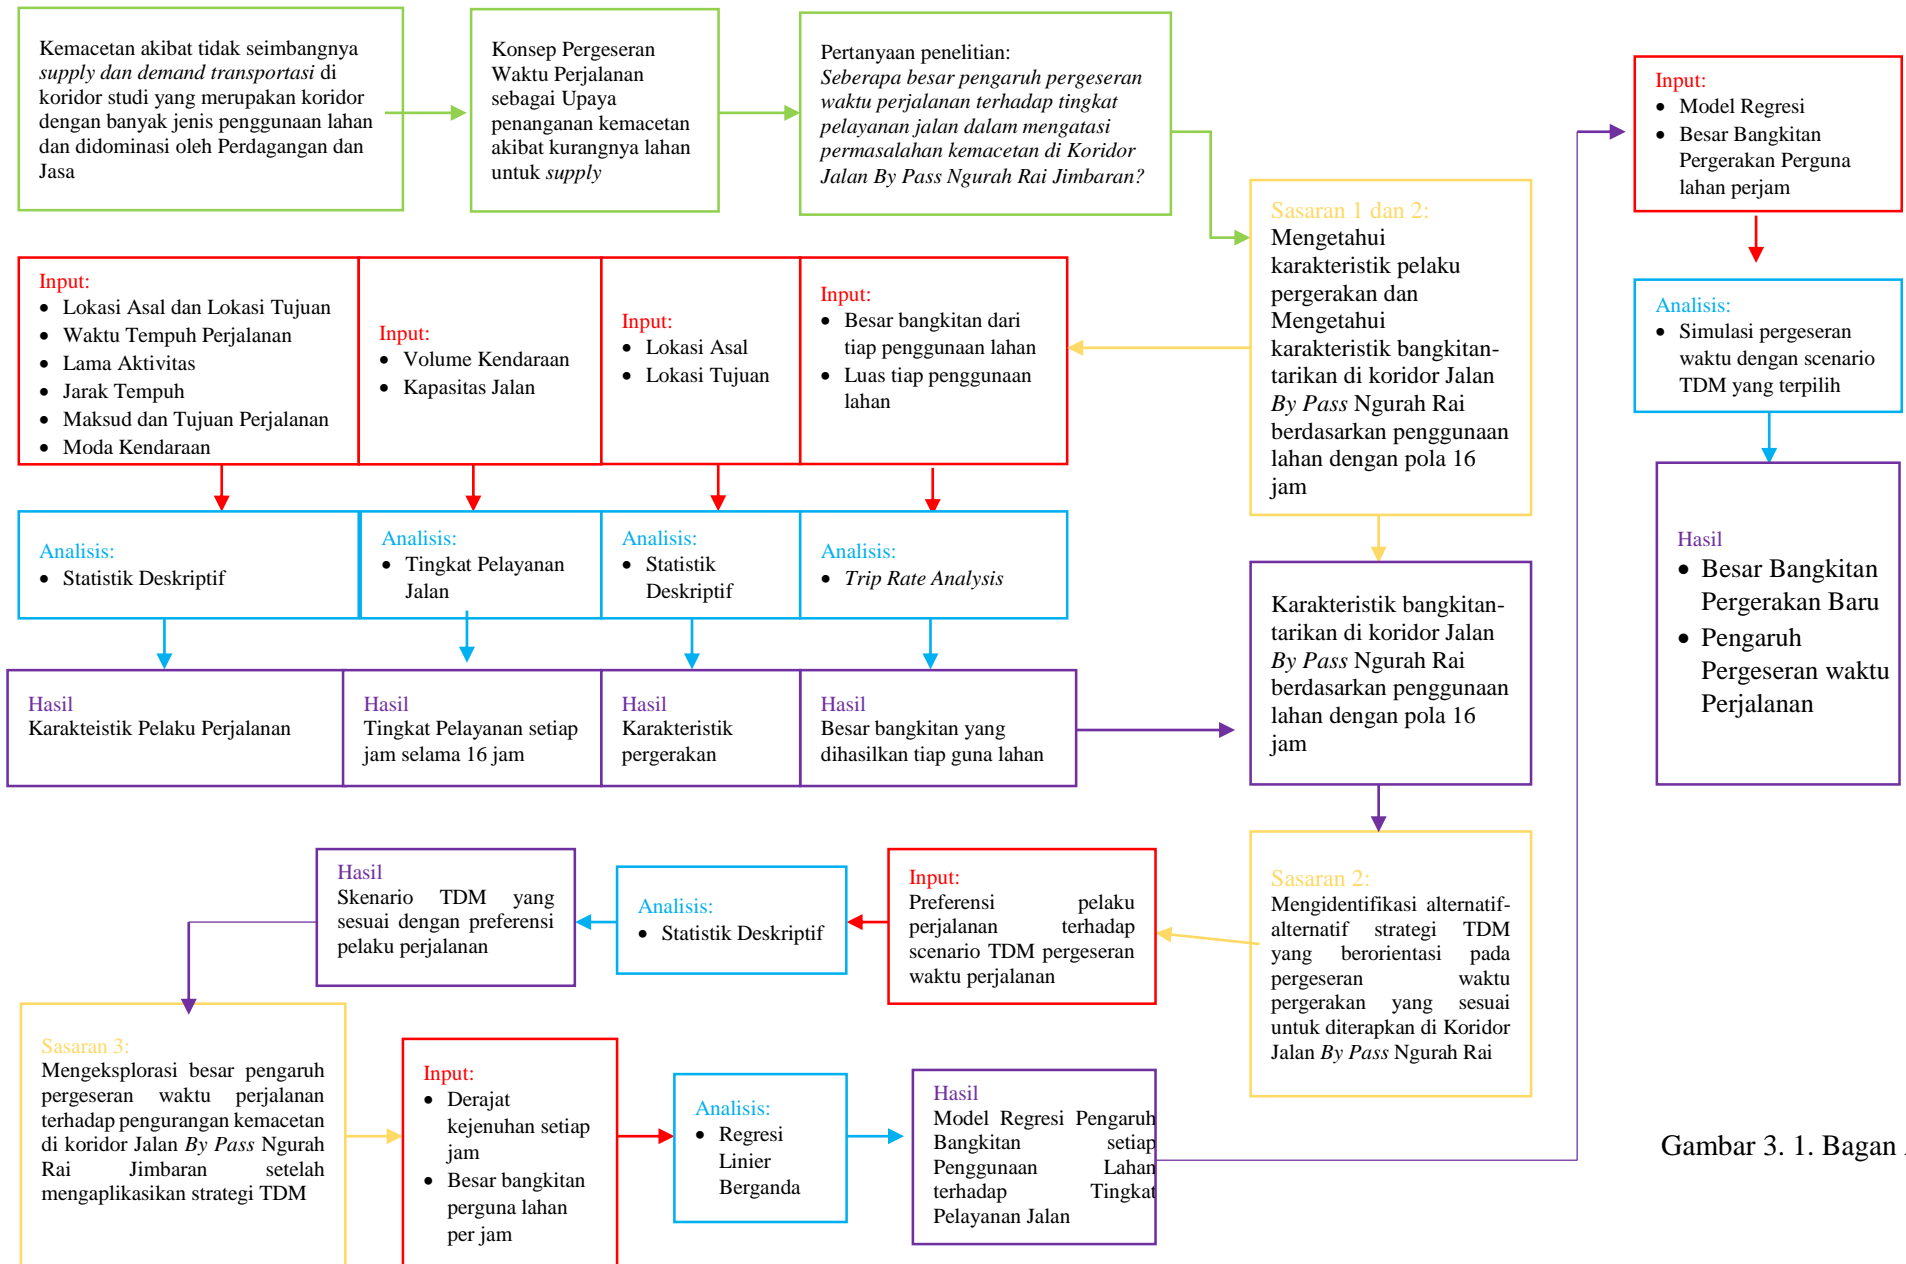 Kemacetan akibat tidak seimbangnya
supply dan demand transportasi di
koridor studi yang merupakan koridor
dengan banyak jenis penggunaan lahan
dan didominasi oleh Perdagangan dan
Jasa
Konsep Pergeseran
Waktu Perjalanan
sebagai Upaya
penanganan kemacetan
akibat kurangnya lahan
untuk supply
Pertanyaan penelitian:
Seberapa besar pengaruh pergeseran
waktu perjalanan terhadap tingkat
pelayanan jalan dalam mengatasi
permasalahan kemacetan di Koridor
Jalan By Pass Ngurah Rai Jimbaran?
Sasaran 1 dan 2:
Mengetahui
karakteristik pelaku
pergerakan dan
Mengetahui
karakteristik bangkitan-
tarikan di koridor Jalan
By Pass Ngurah Rai
berdasarkan penggunaan
lahan dengan pola 16
jam
Input:
• Lokasi Asal dan Lokasi Tujuan
• Waktu Tempuh Perjalanan
• Lama Aktivitas
• Jarak Tempuh
• Maksud dan Tujuan Perjalanan
• Moda Kendaraan
Input:
• Volume Kendaraan
• Kapasitas Jalan
Input:
• Lokasi Asal
• Lokasi Tujuan
Input:
• Besar bangkitan dari
tiap penggunaan lahan
• Luas tiap penggunaan
lahan
Analisis:
• Statistik Deskriptif
Analisis:
• Tingkat Pelayanan
Jalan
Analisis:
• Statistik
Deskriptif
Analisis:
• Trip Rate Analysis
Hasil
Karakteistik Pelaku Perjalanan
Hasil
Tingkat Pelayanan setiap
jam selama 16 jam
Hasil
Karakteristik
pergerakan
Hasil
Besar bangkitan yang
dihasilkan tiap guna lahan
Karakteristik bangkitan-
tarikan di koridor Jalan
By Pass Ngurah Rai
berdasarkan penggunaan
lahan dengan pola 16
jam
Sasaran 2:
Mengidentifikasi alternatif-
alternatif strategi TDM
yang berorientasi pada
pergeseran waktu
pergerakan yang sesuai
untuk diterapkan di Koridor
Jalan By Pass Ngurah Rai
Input:
Preferensi pelaku
perjalanan terhadap
scenario TDM pergeseran
waktu perjalanan
Analisis:
• Statistik Deskriptif
Hasil
Skenario TDM yang
sesuai dengan preferensi
pelaku perjalanan
Sasaran 3:
Mengeksplorasi besar pengaruh
pergeseran waktu perjalanan
terhadap pengurangan kemacetan
di koridor Jalan By Pass Ngurah
Rai Jimbaran setelah
mengaplikasikan strategi TDM
Input:
• Derajat
kejenuhan setiap
jam
• Besar bangkitan
perguna lahan
per jam
Analisis:
• Regresi
Linier
Berganda
Hasil
Model Regresi Pengaruh
Bangkitan setiap
Penggunaan Lahan
terhadap Tingkat
Pelayanan Jalan
Input:
• Model Regresi
• Besar Bangkitan
Pergerakan Perguna
lahan perjam
Analisis:
• Simulasi pergeseran
waktu dengan scenario
TDM yang terpilih
Hasil
• Besar Bangkitan
Pergerakan Baru
• Pengaruh
Pergeseran waktu
Perjalanan
Gambar 3. 1. Bagan